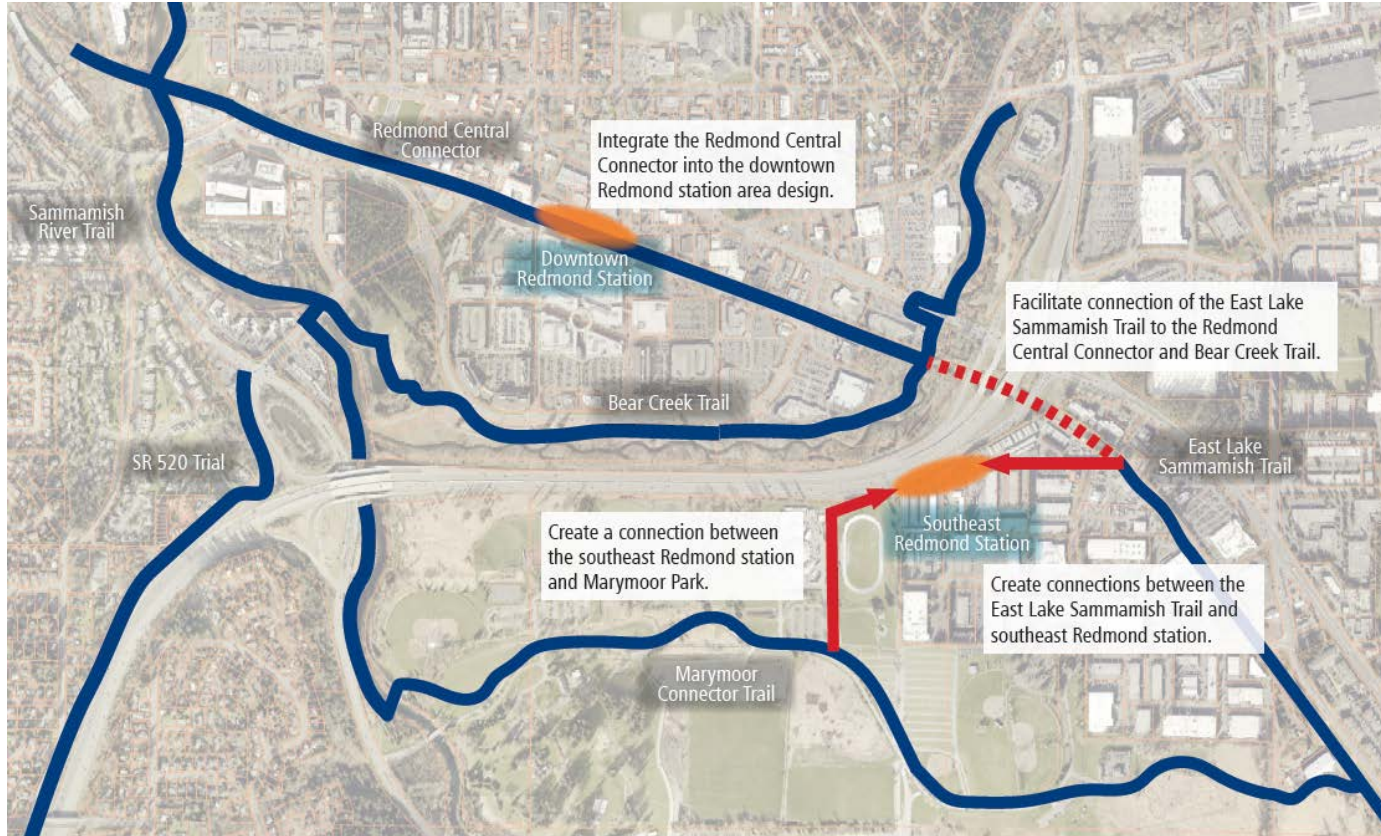 Redmond Central
Connector
Integrate the Redmond Central
Connector into the downtown
Redmond station area design.
Sammamish
River Trail
Downtown
Redmond Station
Facilitate connection of the East Lake
Sammamish Trail to the Redmond
Central Connector and Bear Creek Trail.
Bear Creek Trail
SR 520 Trial
East Lake
Sammamish Trail
Create a connection between
the southeast Redmond station
and Marymoor Park.
Southeast
Redmond Station
Create connections between the
East Lake Sammamish Trail and
southeast Redmond station.
Marymoor
Connector Trail